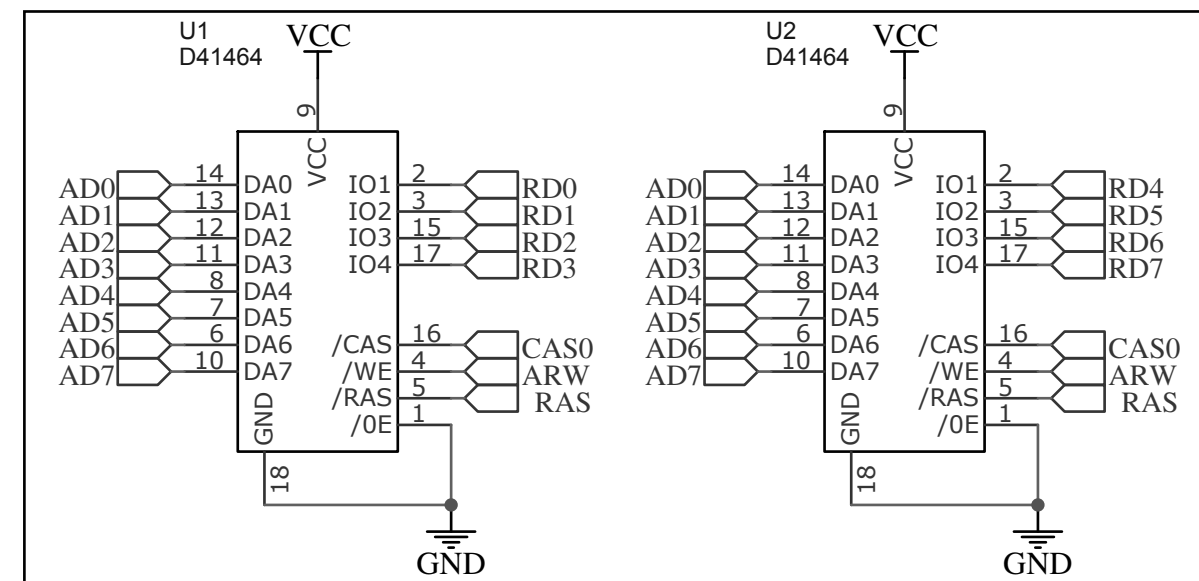 U1
D41464
VCC
9
VCC
AD0 14 DA0 IO1 2 RD0
AD1 13 DA1 IO2 3 RD1
AD2 12 DA2 IO3 15 RD2
AD3 11 DA3 IO4 17 RD3
AD4 8 DA4
AD5 7 DA5
AD6 6 DA6 /CAS 16 CAS0
AD7 10 DA7 /WE 4 ARW
/RAS 5 RAS
/0E 1
GND
18
GND
U2
D41464
VCC
9
VCC
AD0 14 DA0 IO1 2 RD4
AD1 13 DA1 IO2 3 RD5
AD2 12 DA2 IO3 15 RD6
AD3 11 DA3 IO4 17 RD7
AD4 8 DA4
AD5 7 DA5
AD6 6 DA6 /CAS 16 CAS0
AD7 10 DA7 /WE 4 ARW
/RAS 5 RAS
/0E 1
GND
18
GND